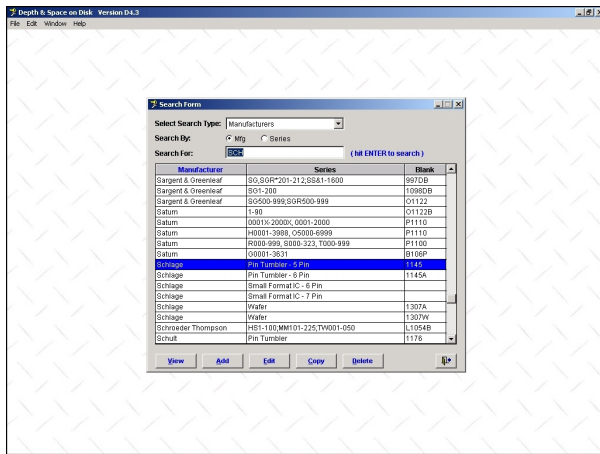 Depth & Space on Disk Version D4.3
File Edit Window Help
Search Form
Select Search Type: Manufacturers
Search By: Mfg Series
Search For: SCH ( hit ENTER to search )
Manufacturer Series Blank
Sargent & Greenleaf SG,SGR*201-212;SS&1-1600 997DB
Sargent & Greenleaf SG1-200 1098DB
Sargent & Greenleaf SG500-999;SGR500-999 O1122
Saturn 1-90 O1122B
Saturn 0001X-2000X, 0001-2000 P1110
Saturn H0001-3988, O5000-6999 P1110
Saturn R000-999, S000-323, T000-999 P1100
Saturn G0001-3631 B106P
Schlage Pin Tumbler - 5 Pin 1145
Schlage Pin Tumbler - 6 Pin 1145A
Schlage Small Format IC - 6 Pin
Schlage Small Format IC - 7 Pin
Schlage Wafer 1307A
Schlage Wafer 1307W
Schroeder Thompson HS1-100;MM101-225;TW001-050 L1054B
Schult Pin Tumbler 1176
View Add Edit Copy Delete